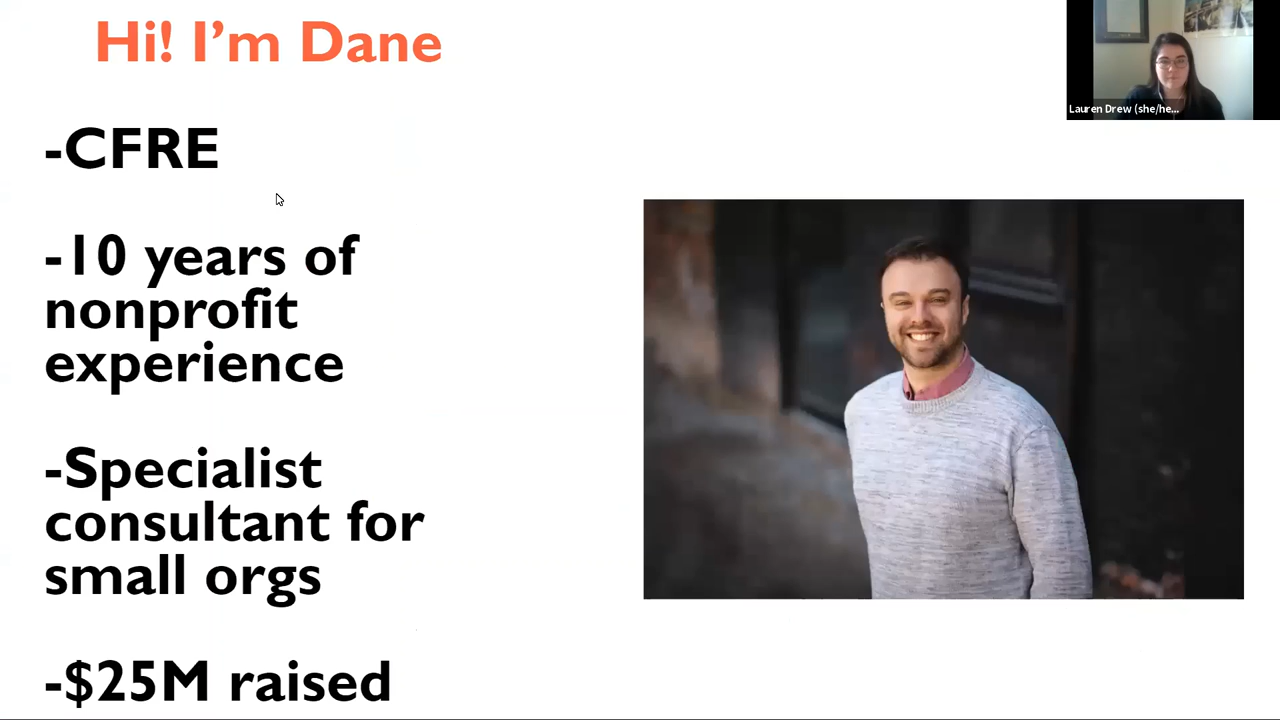 Hi! I’m Dane
Lauren Drew (she/he...
-CFRE
-10 years of
nonprofit
experience
-Specialist
consultant for
small orgs
-$25M raised